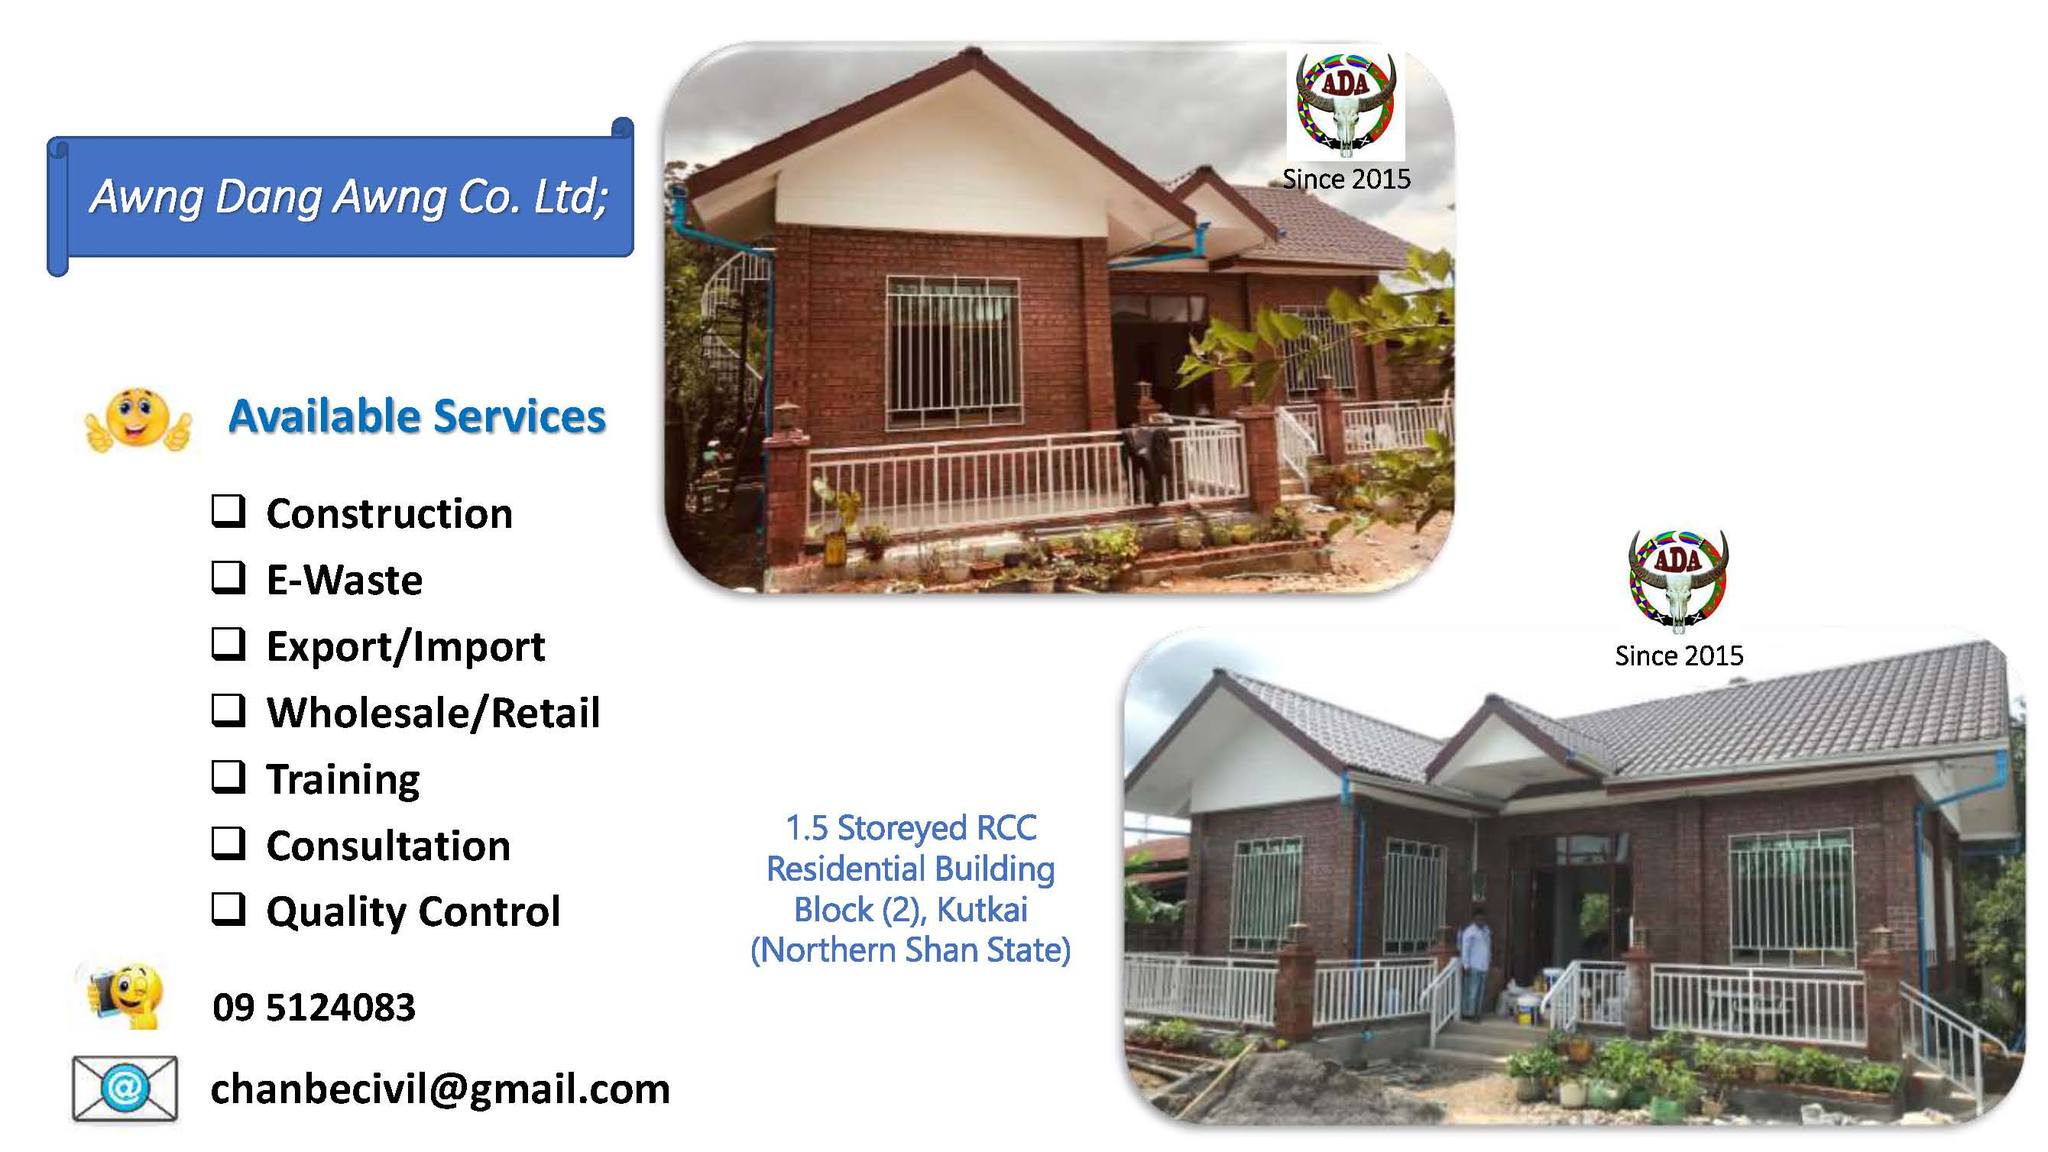 Awng Dang Awng Co. Ltd;
ADA
Since 2015
Available Services
Construction
E-Waste
Export/Import
Wholesale/Retail
Training
Consultation
Quality Control
09 5124083
@
chanbecivil@gmail.com
1.5 Storeyed RCC
Residential Building
Block (2), Kutkai
(Northern Shan State)
ADA
Since 2015